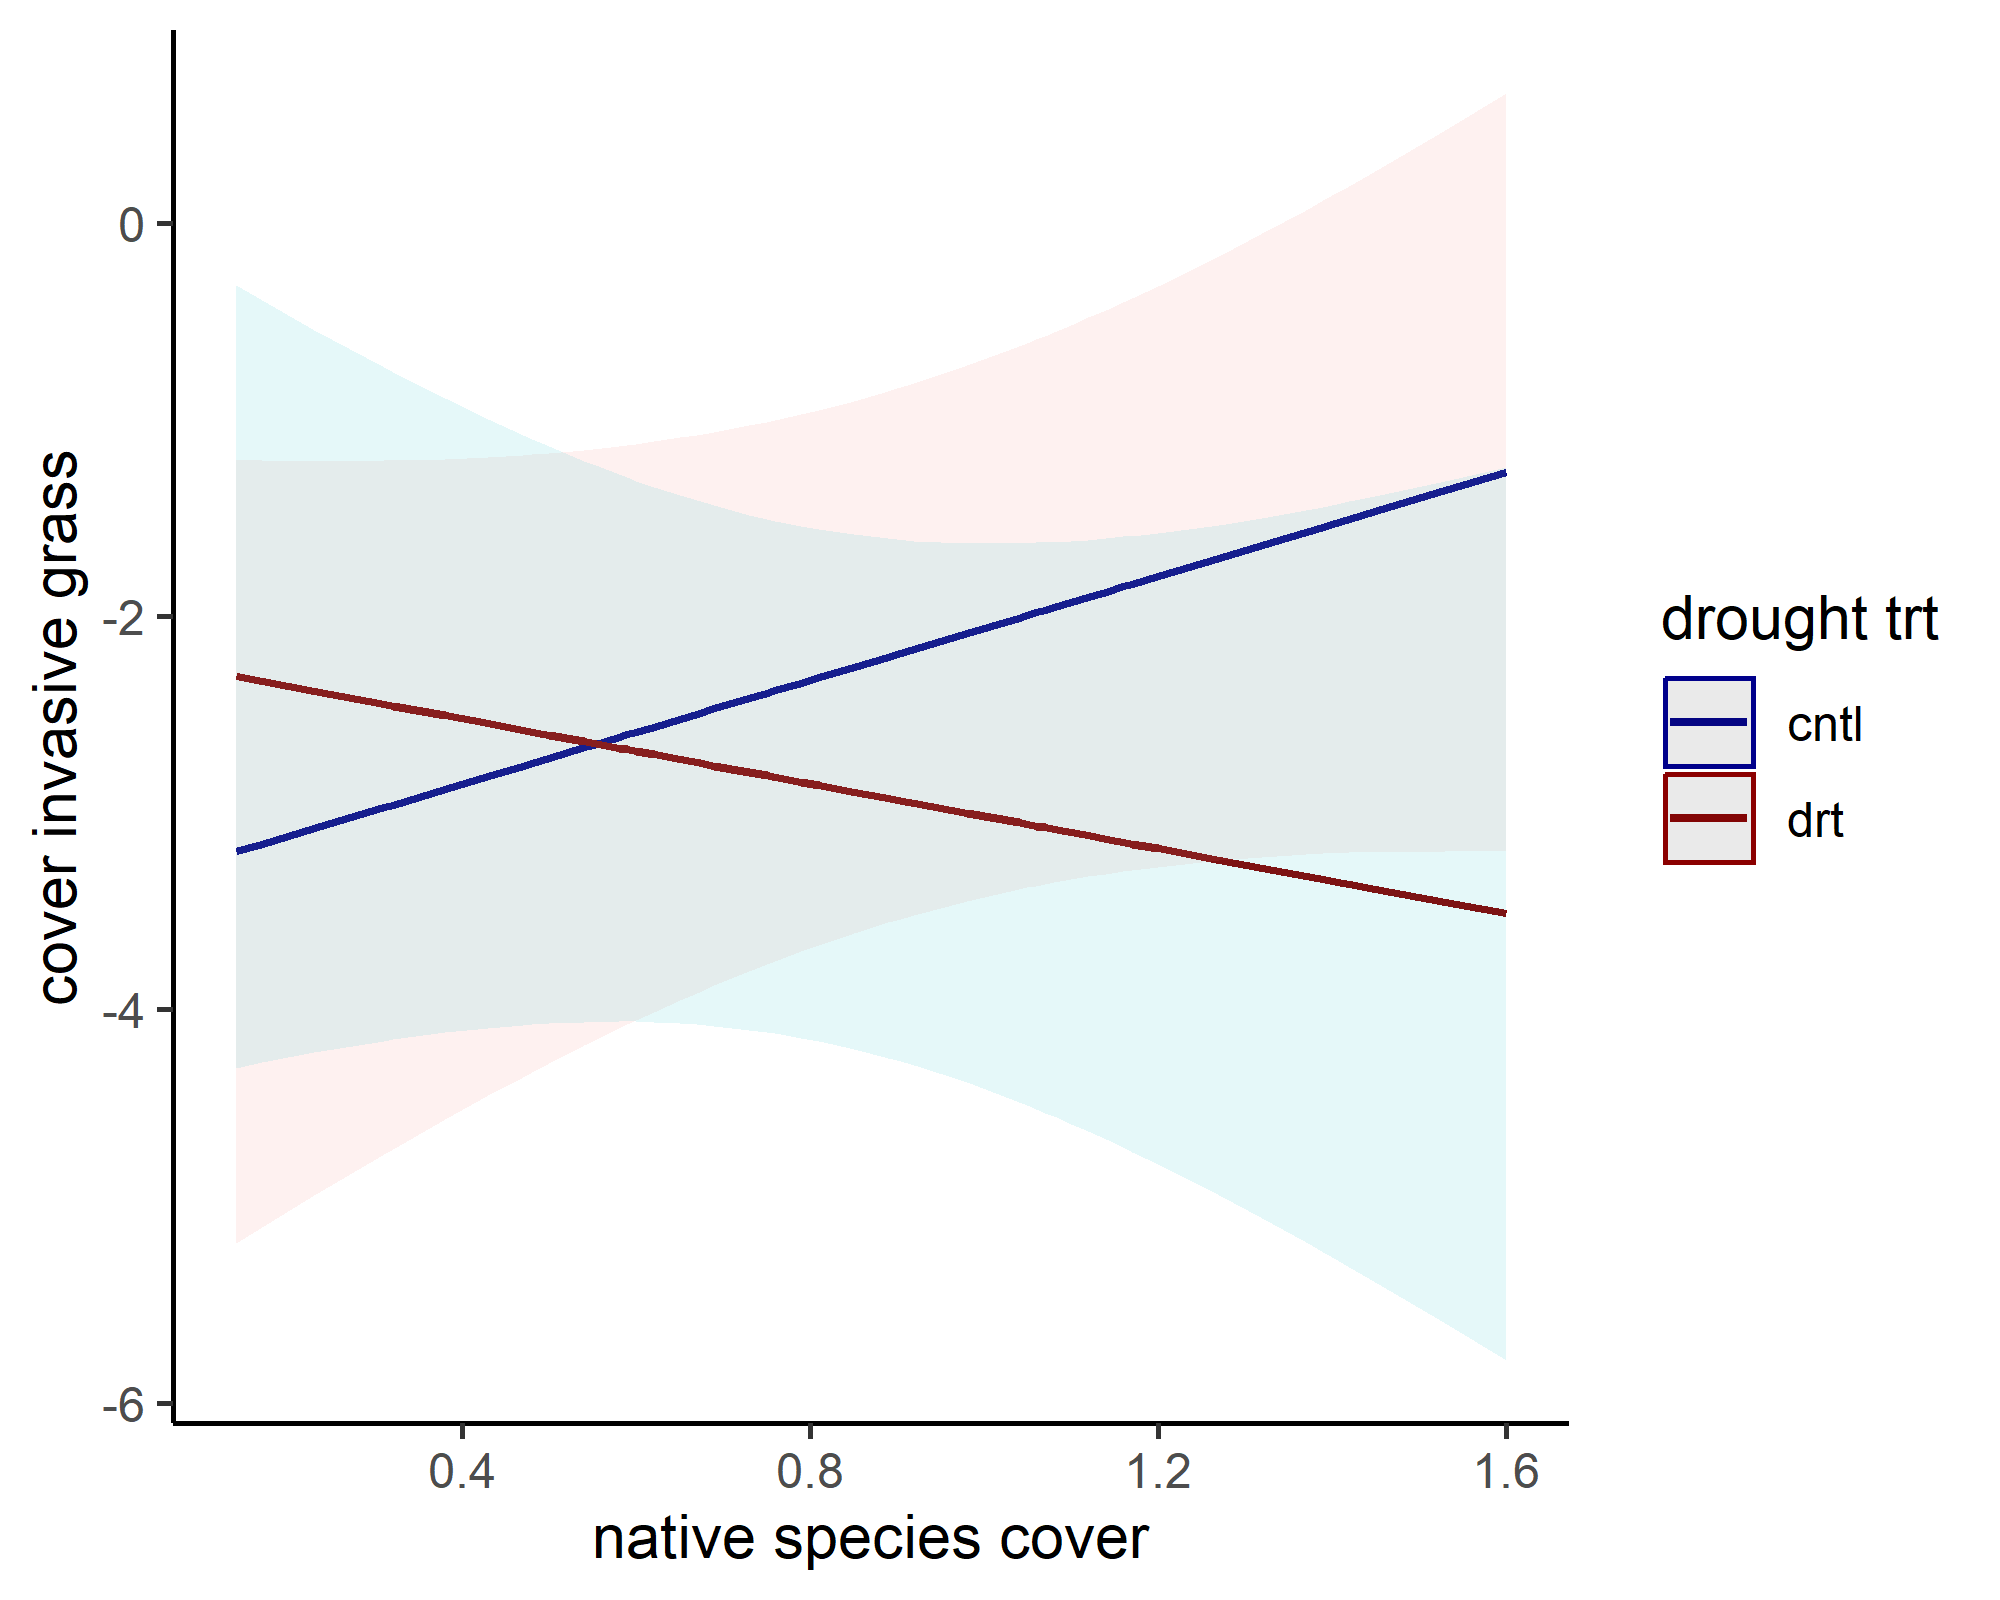 cover invasive grass
0
-2
-4
-6
0.4 0.8 1.2 1.6
native species cover
drought trt
cntl
drt